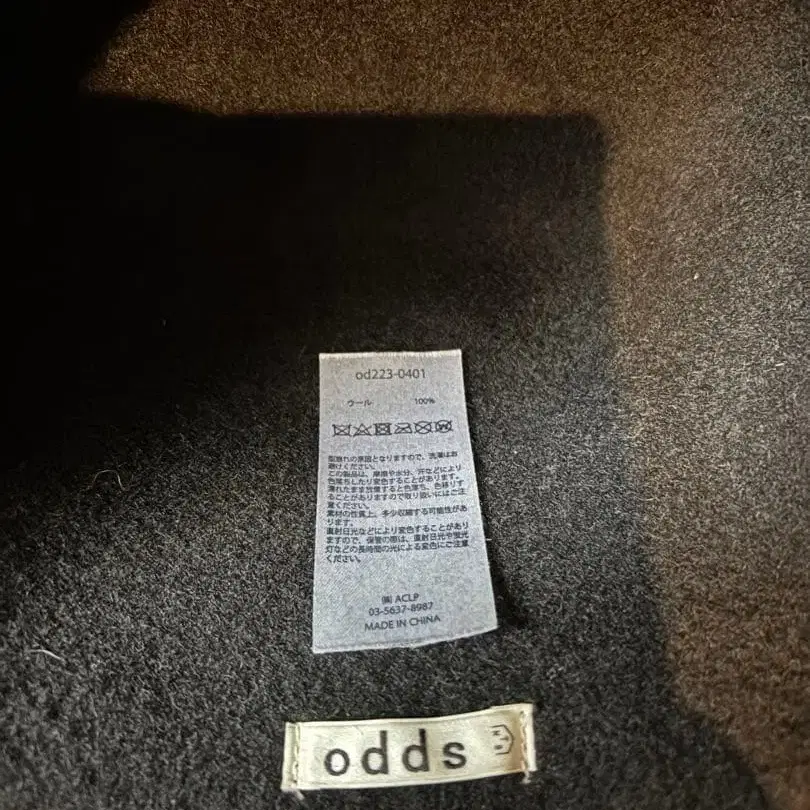 od223-0401
ウール 100%
型崩れの原因となりますので、洗濯はお
避けください。
この製品は、摩擦や水分、汗などにより
色落ちしたり変色することがあります。
濡れたまま放置すると色落ち、色移りす
ることがありますので取り扱いにはご注
意ください。
素材の性質上、多少収縮する可能性があ
ります。
直射日光などにより変色することがあり
ますので、保管の際は、直射日光や蛍光
灯などの長時間の光による変色にご注意
ください。
㈱ ACLP
03-5637-8987
MADE IN CHINA
odds